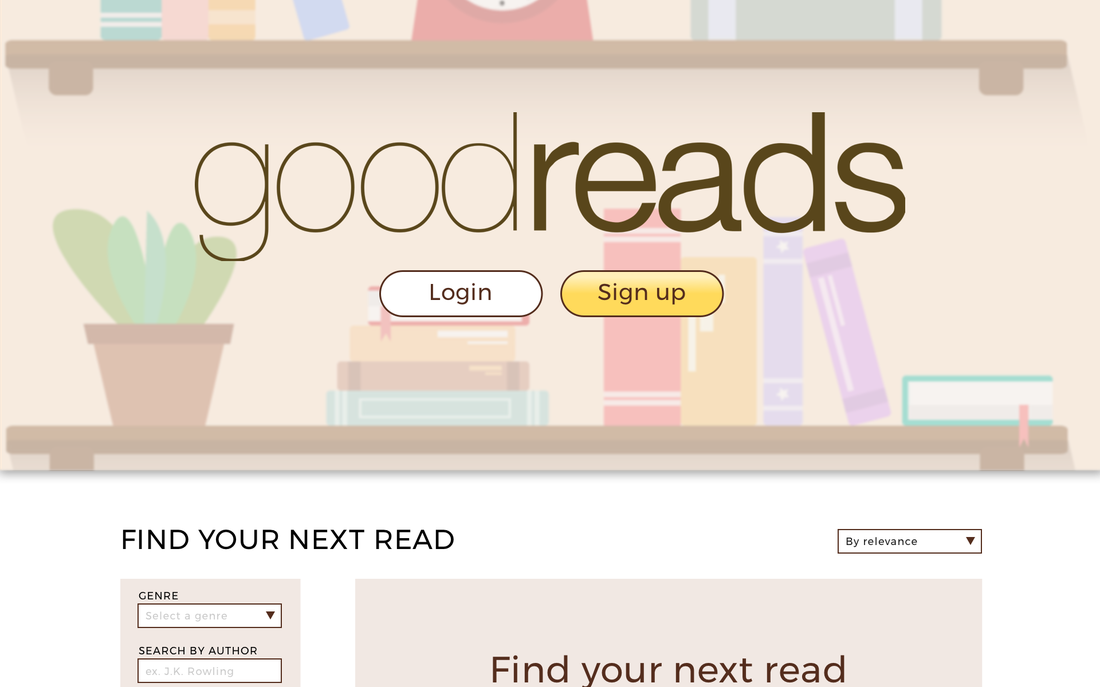 goodreads
Login
Sign up
FIND YOUR NEXT READ
By relevance
GENRE
Select a genre
SEARCH BY AUTHOR
ex. J.K. Rowling
Find your next read